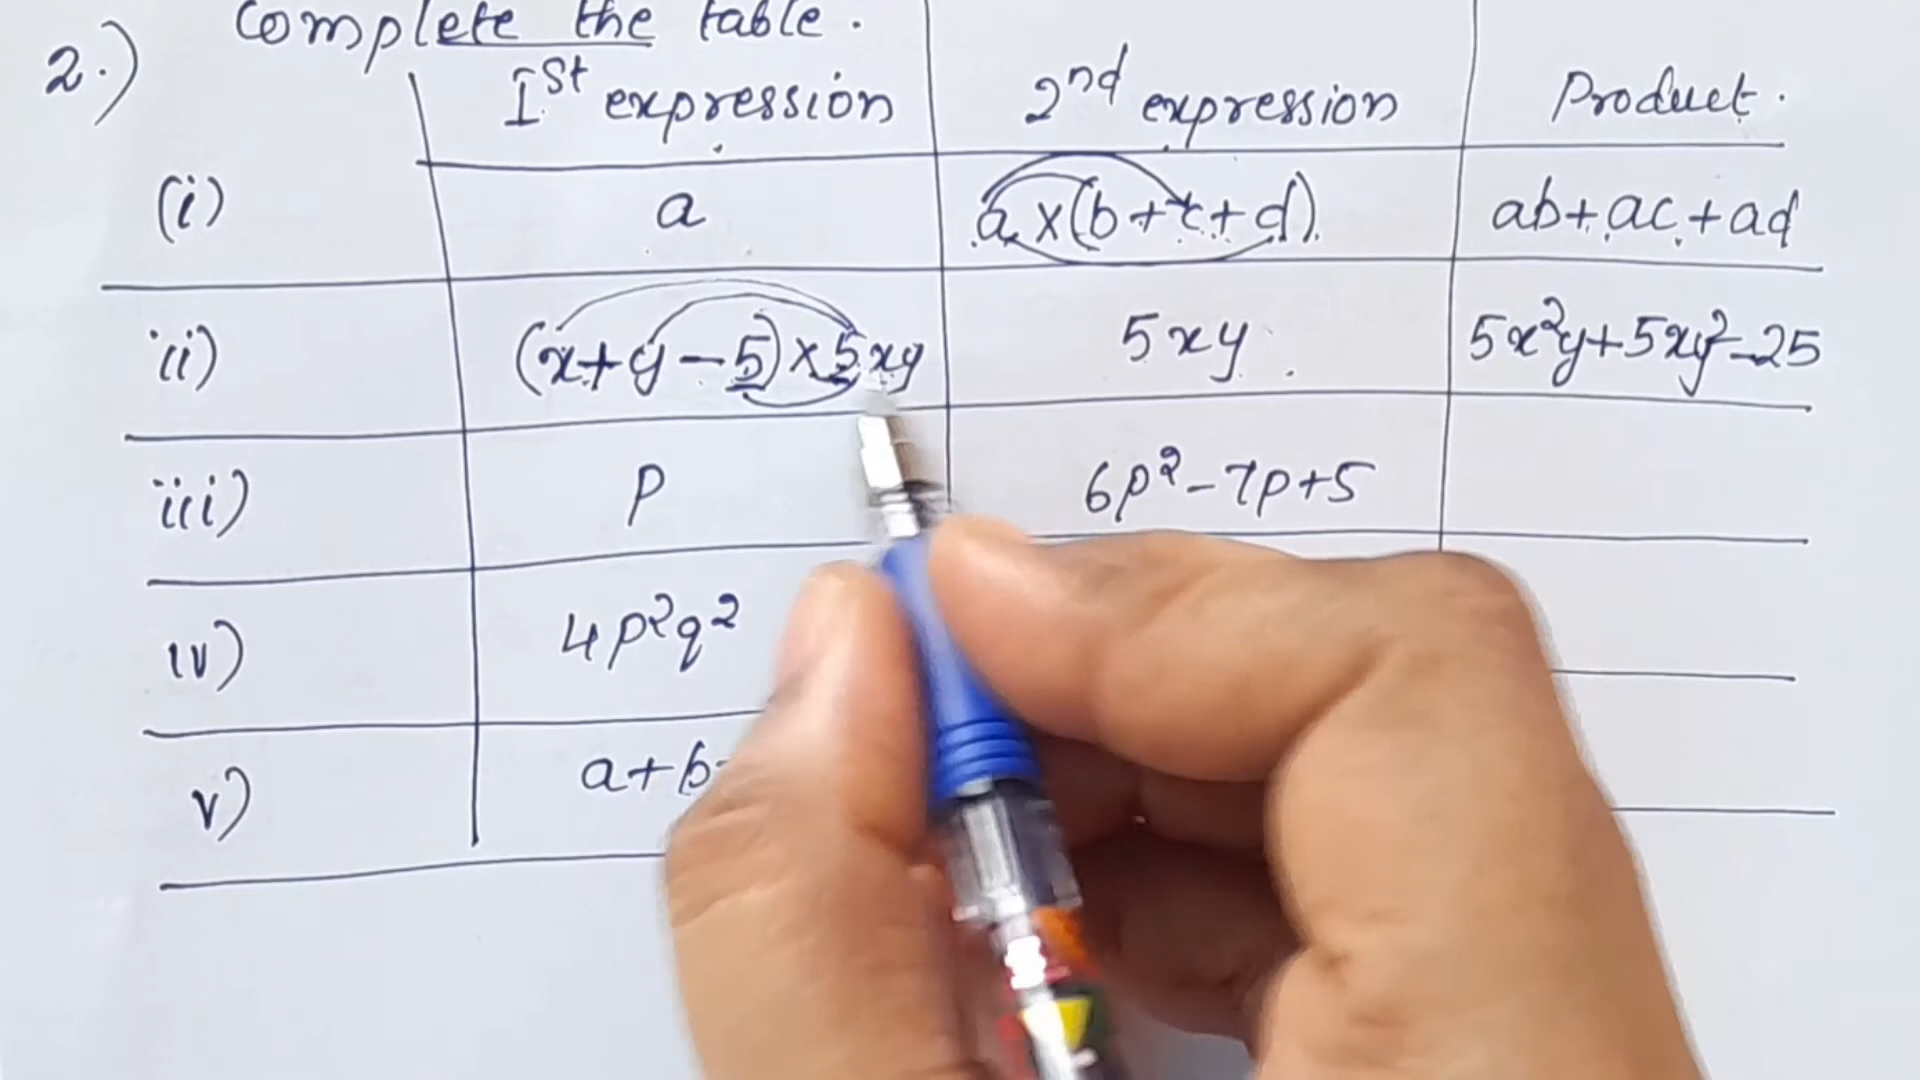 2.) Complete the table.
Ist expression 2nd expression Product.
(i) a a x(b+c+d) ab+ac+ad
ii) (x+y-5)x5xy 5xy 5x²y+5xy²-25
iii) p 6p²-7p+5
iv) 4p²q²
v) a+b